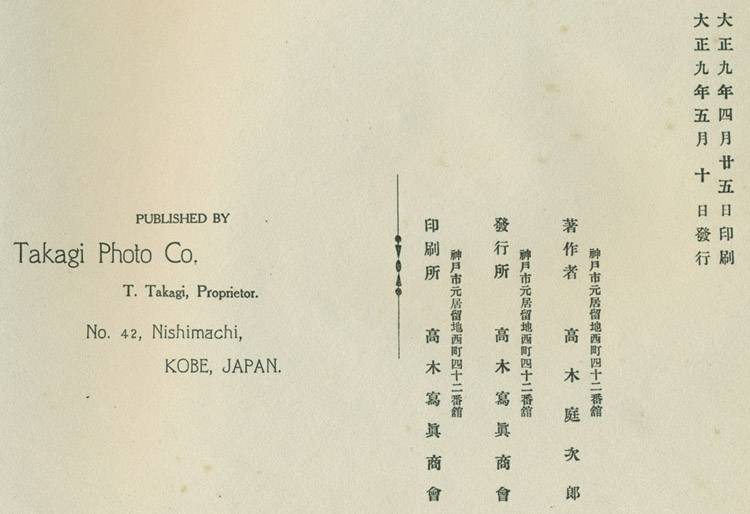 大正九年四月廿五日印刷
大正九年五月十日發行
神戸市元居留地西町四十二番舘
著作者 高木庭次郎
神戸市元居留地西町四十二番舘
發行所 高木寫眞商會
神戸市元居留地西町四十二番舘
印刷所 高木寫眞商會
PUBLISHED BY
Takagi Photo Co,
T. Takagi, Proprietor.
No. 42, Nishimachi,
KOBE, JAPAN.